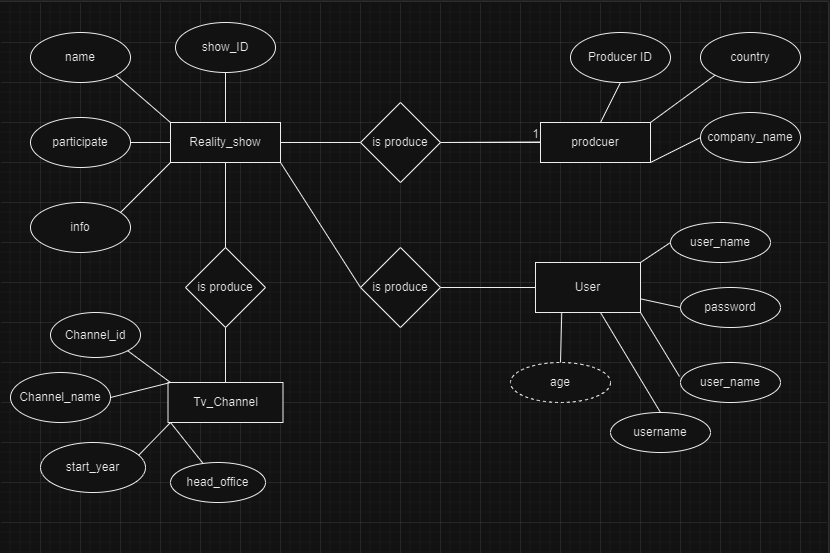 name
show_ID
Producer ID
country
participate
Reality_show
is produce
1
prodcuer
company_name
info
is produce
is produce
User
user_name
password
user_name
age
username
Channel_id
Channel_name
Tv_Channel
start_year
head_office